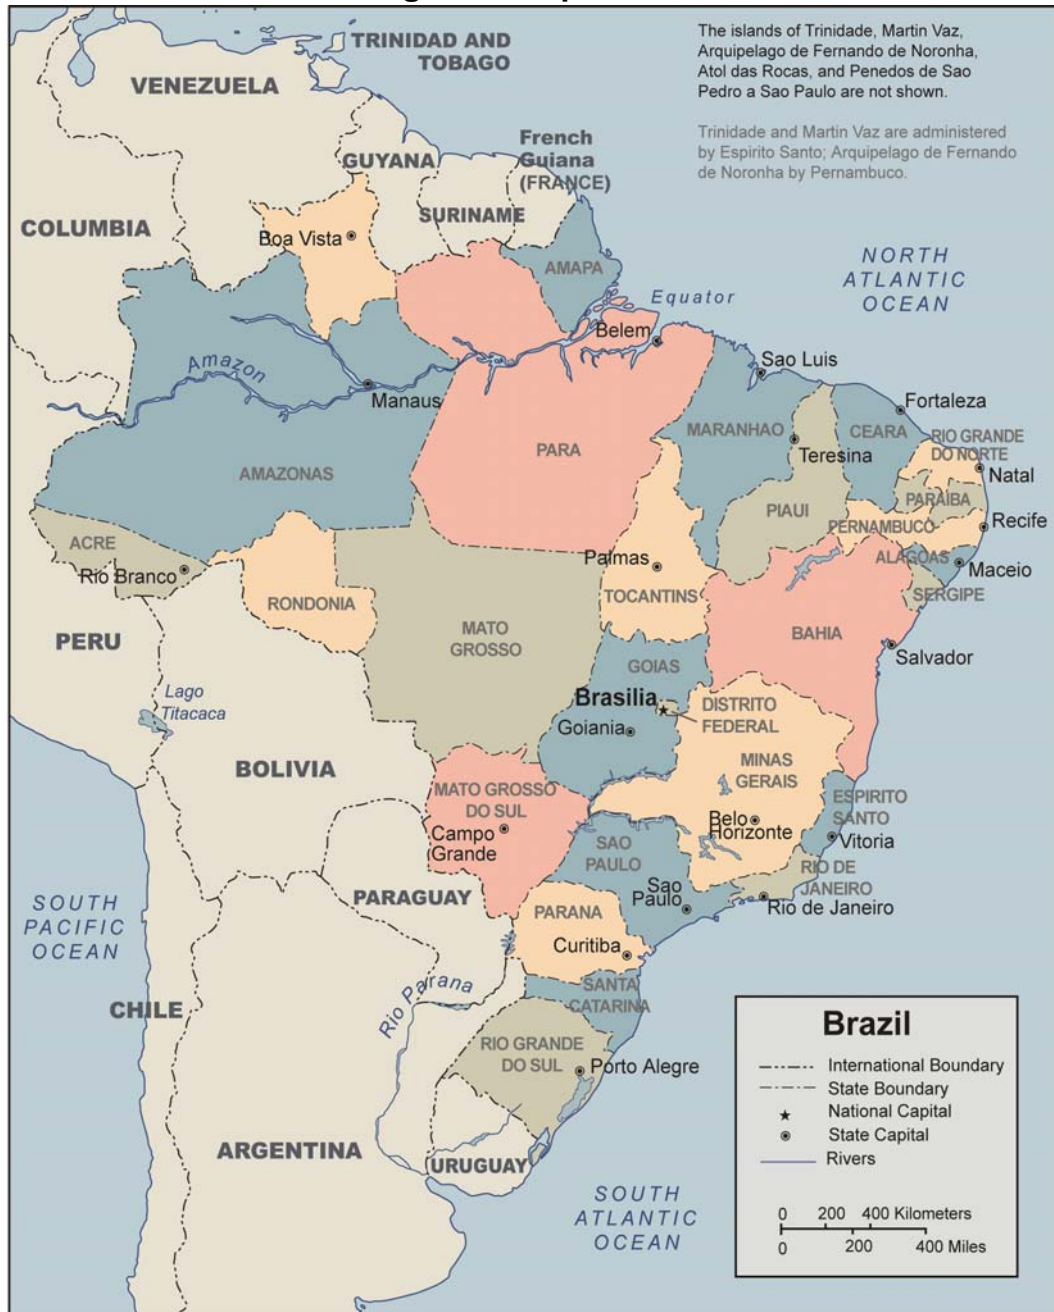 TRINIDAD AND
TOBAGO
The islands of Trinidade, Martin Vaz,
Arquipelago de Fernando de Noronha,
Atol das Rocas, and Penedos de Sao
Pedro a Sao Paulo are not shown.
Trinidade and Martin Vaz are administered
by Espirito Santo; Arquipelago de Fernando
de Noronha by Pernambuco.
VENEZUELA
GUYANA
French
Guiana
(FRANCE)
SURINAME
COLUMBIA
Boa Vista
AMAPA
NORTH
ATLANTIC
OCEAN
Equator
Belem
Amazon
Manaus
Sao Luis
Fortaleza
MARANHAO
CEARA
RIO GRANDE
DO NORTE
Teresina
Natal
AMAZONAS
PARA
PIAUI
PARAIBA
PERNAMBUCO
Recife
ACRE
Rio Branco
Palmas
ALAGOAS
Maceio
RONDONIA
TOCANTINS
SERGIPE
PERU
MATO
GROSSO
BAHIA
Salvador
GOIAS
Lago
Titacaca
Brasilia
DISTRITO
FEDERAL
Goiania
BOLIVIA
MINAS
GERAIS
MATO GROSSO
DO SUL
ESPIRITO
SANTO
Campo
Grande
Belo
Horizonte
Vitoria
SAO
PAULO
RIO DE
JANEIRO
PARAGUAY
Sao
Paulo
Rio de Janeiro
SOUTH
PACIFIC
OCEAN
PARANA
Curitiba
Rio Parana
SANTA
CATARINA
CHILE
RIO GRANDE
DO SUL
Porto Alegre
ARGENTINA
URUGUAY
SOUTH
ATLANTIC
OCEAN
Brazil
International Boundary
State Boundary
National Capital
State Capital
Rivers
0 200 400 Kilometers
0 200 400 Miles